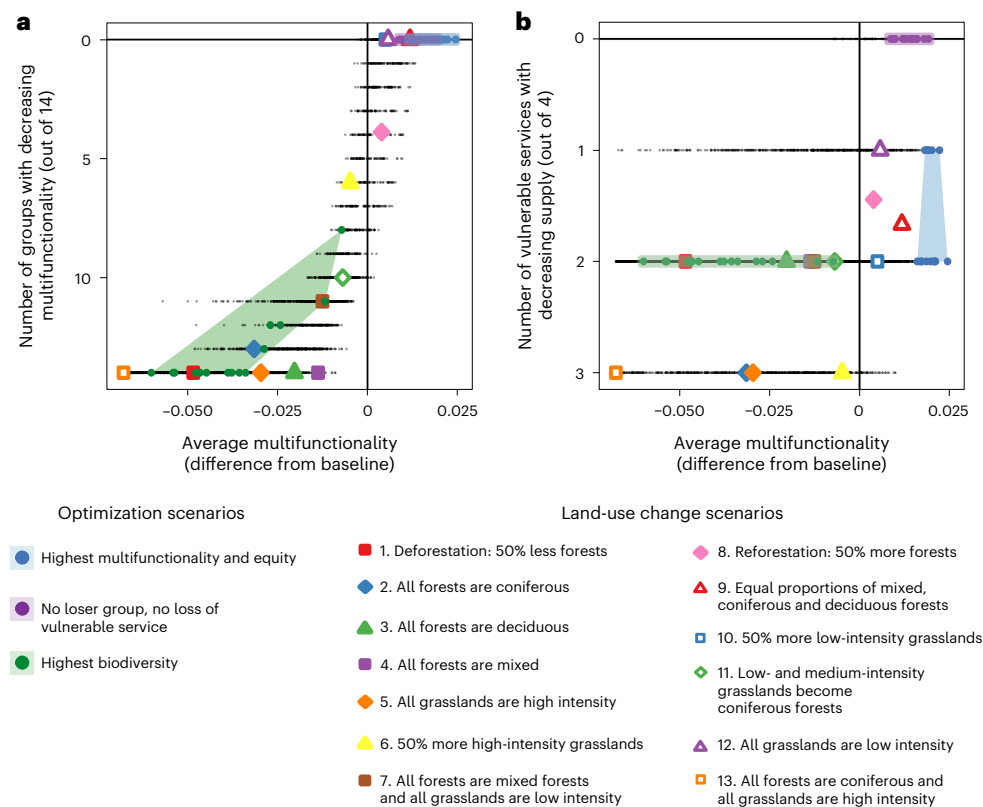 a
Number of groups with decreasing
multifunctionality (out of 14)
0
5
10
−0.050
−0.025
0
0.025
Average multifunctionality
(difference from baseline)
b
Number of vulnerable services with
decreasing supply (out of 4)
0
1
2
3
−0.050
−0.025
0
0.025
Average multifunctionality
(difference from baseline)
Optimization scenarios
Highest multifunctionality and equity
No loser group, no loss of
vulnerable service
Highest biodiversity
Land-use change scenarios
1. Deforestation: 50% less forests
2. All forests are coniferous
3. All forests are deciduous
4. All forests are mixed
5. All grasslands are high intensity
6. 50% more high-intensity grasslands
7. All forests are mixed forests
and all grasslands are low intensity
8. Reforestation: 50% more forests
9. Equal proportions of mixed,
coniferous and deciduous forests
10. 50% more low-intensity grasslands
11. Low- and medium-intensity
grasslands become
coniferous forests
12. All grasslands are low intensity
13. All forests are coniferous and
all grasslands are high intensity